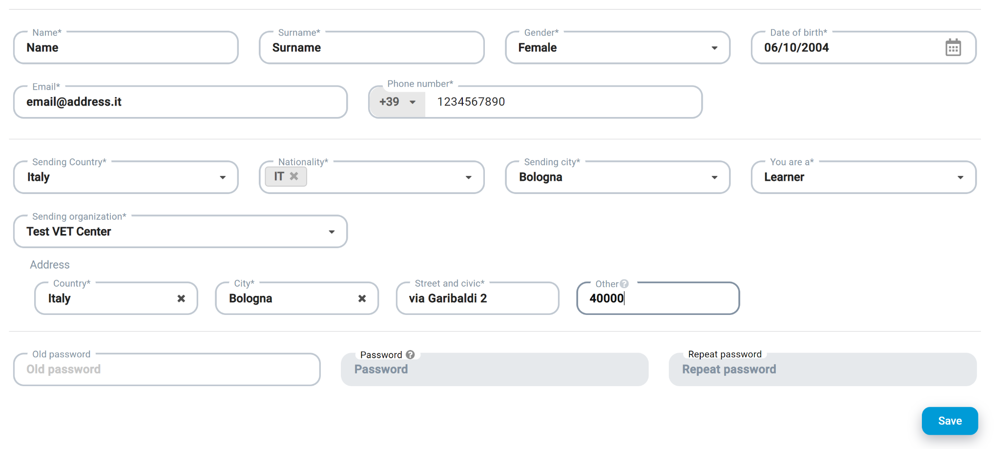 Name*
Name
Surname*
Surname
Gender*
Female
Date of birth*
06/10/2004
Email*
email@address.it
Phone number*
+39 1234567890
Sending Country*
Italy
Nationality*
IT
Sending city*
Bologna
You are a*
Learner
Sending organization*
Test VET Center
Address
Country*
Italy
City*
Bologna
Street and civic*
via Garibaldi 2
Other ?
40000
Old password
Old password
Password ?
Password
Repeat password
Repeat password
Save